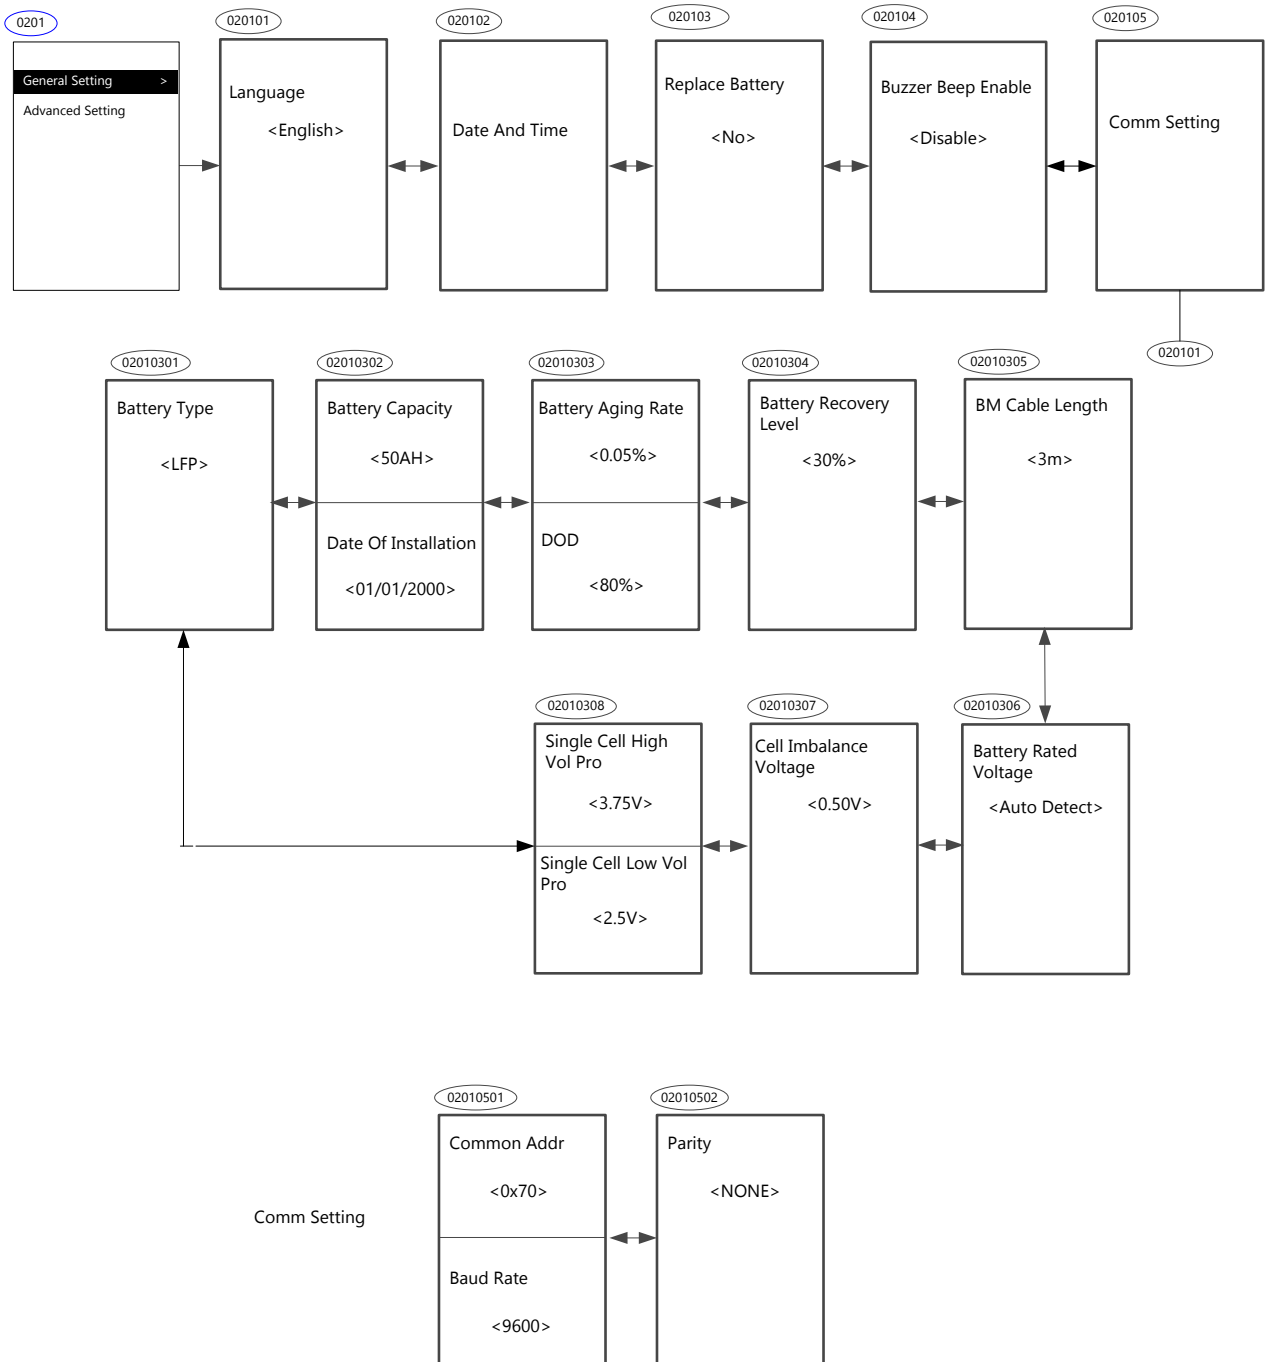 0201
General Setting >
Advanced Setting
020101
Language
<English>
020102
Date And Time
020103
Replace Battery
<No>
020104
Buzzer Beep Enable
<Disable>
020105
Comm Setting
020101
02010301
Battery Type
<LFP>
02010302
Battery Capacity
<50AH>
Date Of Installation
<01/01/2000>
02010303
Battery Aging Rate
<0.05%>
DOD
<80%>
02010304
Battery Recovery
Level
<30%>
02010305
BM Cable Length
<3m>
02010308
Single Cell High
Vol Pro
<3.75V>
Single Cell Low Vol
Pro
<2.5V>
02010307
Cell Imbalance
Voltage
<0.50V>
02010306
Battery Rated
Voltage
<Auto Detect>
Comm Setting
02010501
Common Addr
<0x70>
Baud Rate
<9600>
02010502
Parity
<NONE>